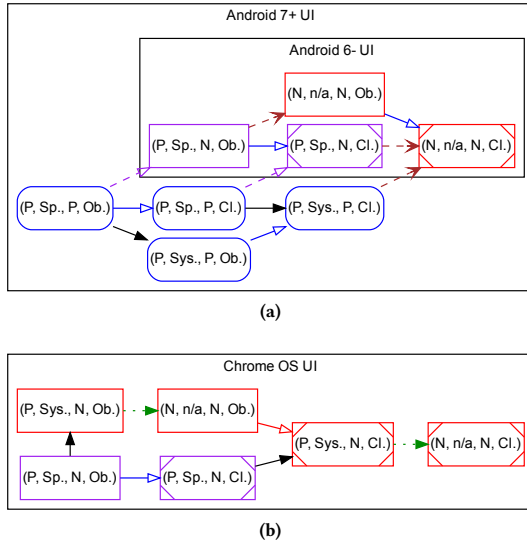 Android 7+ UI
Android 6- UI
(N, n/a, N, Ob.)
(P, Sp., N, Ob.) (P, Sp., N, Cl.) (N, n/a, N, Cl.)
(P, Sp., P, Ob.) (P, Sp., P, Cl.) (P, Sys., P, Cl.)
(P, Sys., P, Ob.)
(a)
Chrome OS UI
(P, Sys., N, Ob.) (N, n/a, N, Ob.)
(P, Sys., N, Cl.) (N, n/a, N, Cl.)
(P, Sp., N, Ob.) (P, Sp., N, Cl.)
(b)